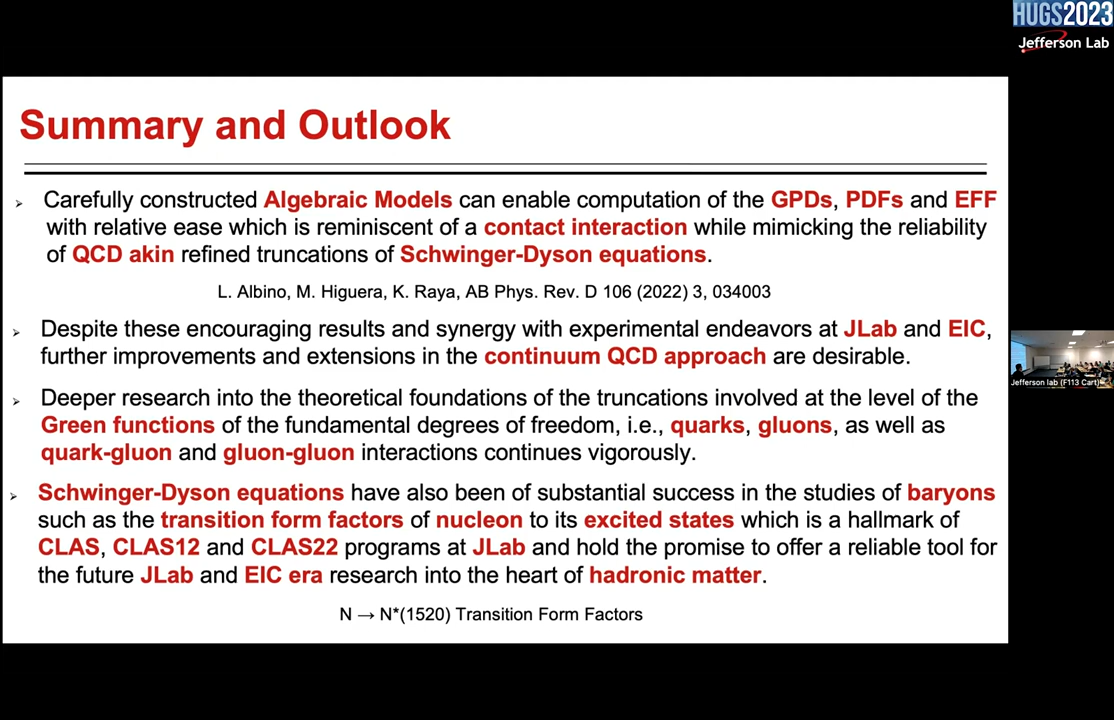 HUGS2023
Jefferson Lab
Summary and Outlook
Carefully constructed Algebraic Models can enable computation of the GPDs, PDFs and EFF
with relative ease which is reminiscent of a contact interaction while mimicking the reliability
of QCD akin refined truncations of Schwinger-Dyson equations.
L. Albino, M. Higuera, K. Raya, AB Phys. Rev. D 106 (2022) 3, 034003
Despite these encouraging results and synergy with experimental endeavors at JLab and EIC,
further improvements and extensions in the continuum QCD approach are desirable.
Deeper research into the theoretical foundations of the truncations involved at the level of the
Green functions of the fundamental degrees of freedom, i.e., quarks, gluons, as well as
quark-gluon and gluon-gluon interactions continues vigorously.
Schwinger-Dyson equations have also been of substantial success in the studies of baryons
such as the transition form factors of nucleon to its excited states which is a hallmark of
CLAS, CLAS12 and CLAS22 programs at JLab and hold the promise to offer a reliable tool for
the future JLab and EIC era research into the heart of hadronic matter.
N → N*(1520) Transition Form Factors
Jefferson lab (F113 Cart)